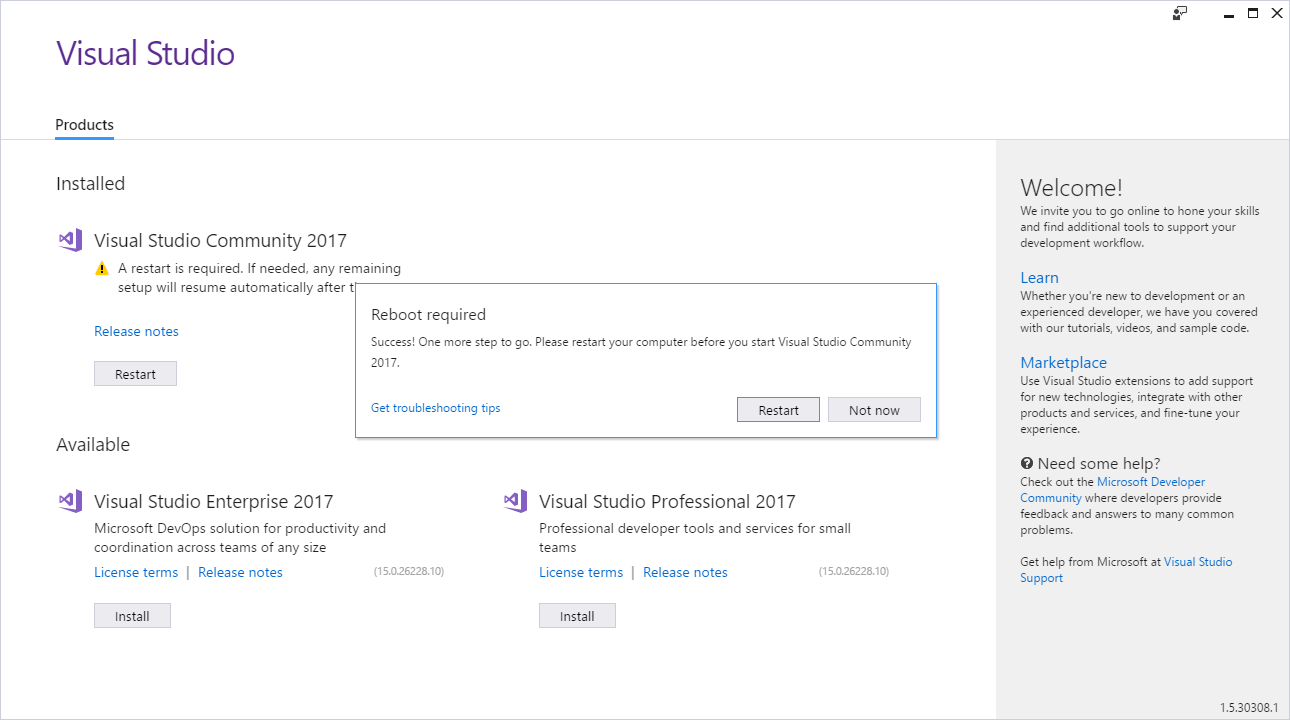 Visual Studio
Products
Installed
Visual Studio Community 2017
A restart is required. If needed, any remaining
setup will resume automatically after
Release notes
Restart
Reboot required
Success! One more step to go. Please restart your computer before you start Visual Studio Community
2017.
Get troubleshooting tips
Restart
Not now
Available
Visual Studio Enterprise 2017
Microsoft DevOps solution for productivity and
coordination across teams of any size
License terms | Release notes (15.0.26228.10)
Install
Visual Studio Professional 2017
Professional developer tools and services for small
teams
License terms | Release notes (15.0.26228.10)
Install
Welcome!
We invite you to go online to hone your skills
and find additional tools to support your
development workflow.
Learn
Whether you're new to development or an
experienced developer, we have you covered
with our tutorials, videos, and sample code.
Marketplace
Use Visual Studio extensions to add support
for new technologies, integrate with other
products and services, and fine-tune your
experience.
Need some help?
Check out the Microsoft Developer
Community where developers provide
feedback and answers to many common
problems.
Get help from Microsoft at Visual Studio
Support
1.5.30308.1